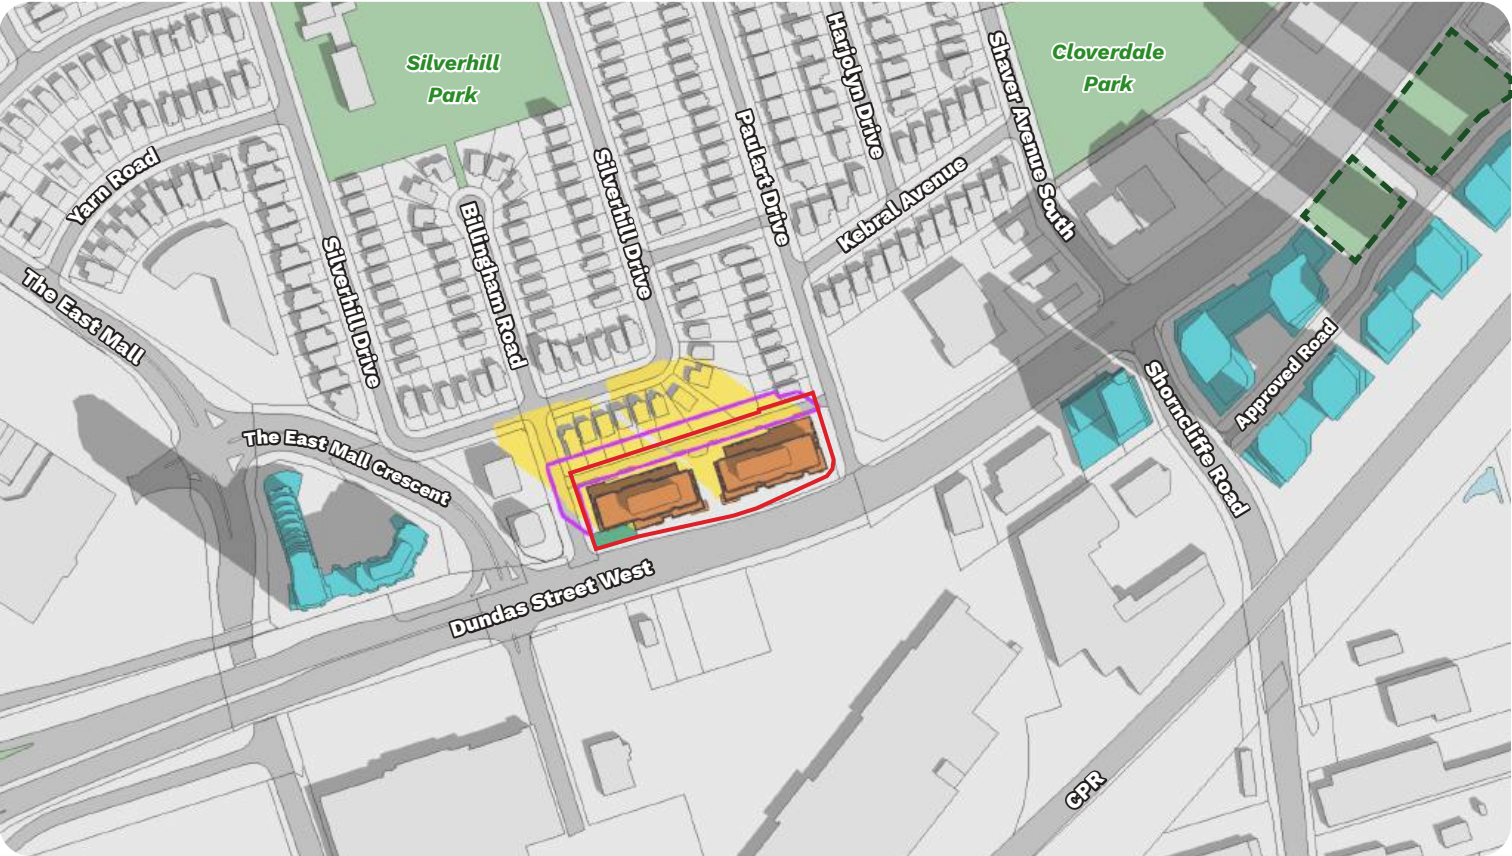 Silverhill
Park
Cloverdale
Park
Harjolyn Drive
Shaver Avenue South
Paulart Drive
Silverhill Drive
Yarn Road
Kebral Avenue
Billingham Road
Silverhill Drive
The East Mall
Approved Road
Shorncliffe Road
The East Mall Crescent
Dundas Street West
CPR